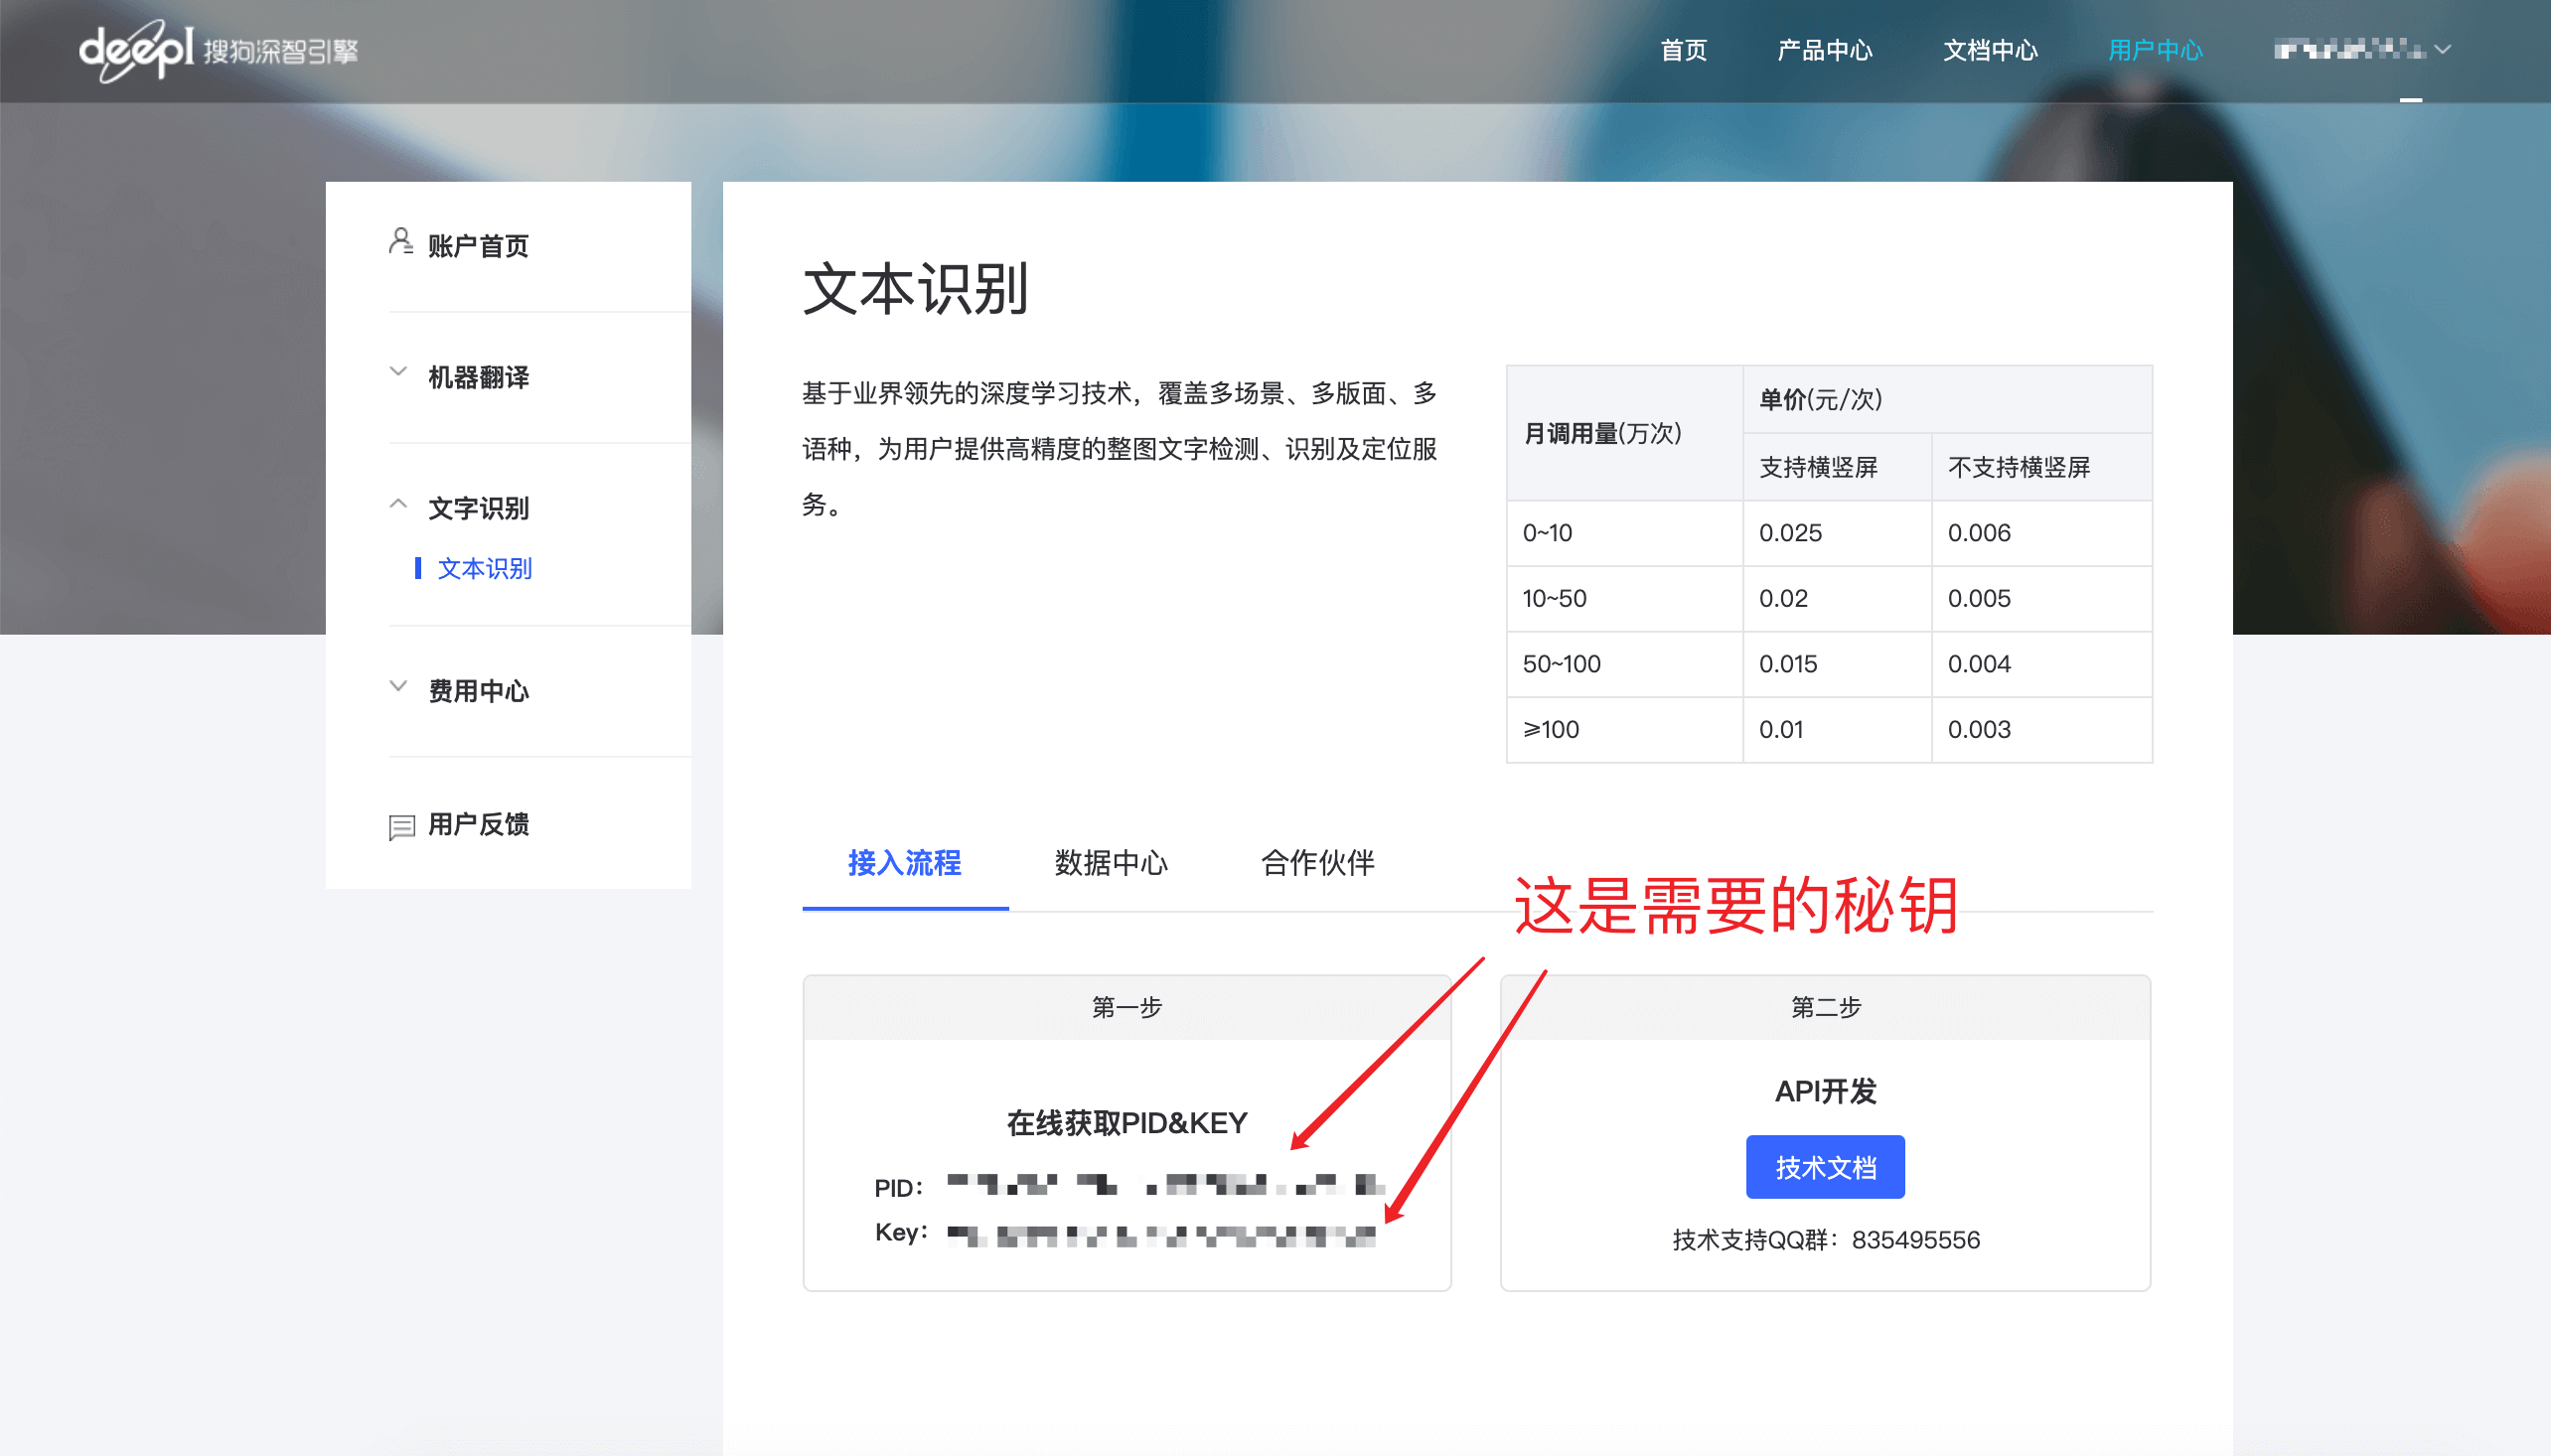 deepI 搜狗深智引擎
首页
产品中心
文档中心
用户中心
账户首页
机器翻译
文字识别
文本识别
费用中心
用户反馈
文本识别
基于业界领先的深度学习技术，覆盖多场景、多版面、多
语种，为用户提供高精度的整图文字检测、识别及定位服
务。
月调用量(万次)
单价(元/次)
支持横竖屏
不支持横竖屏
0~10
0.025
0.006
10~50
0.02
0.005
50~100
0.015
0.004
⩾100
0.01
0.003
接入流程
数据中心
合作伙伴
这是需要的秘钥
第一步
在线获取PID&KEY
PID：
Key：
第二步
API开发
技术文档
技术支持QQ群：835495556